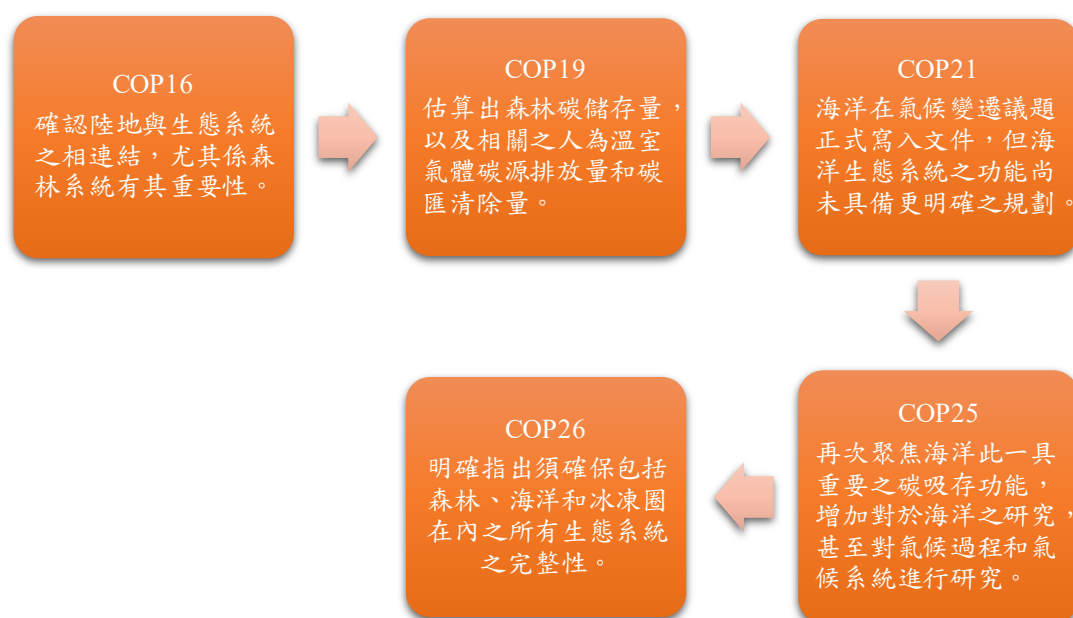 COP16
確認陸地與生態系統
之相連結，尤其係森
林系統有其重要性。
COP19
估算出森林碳儲存量，
以及相關之人為溫室
氣體碳源排放量和碳
匯清除量。
COP21
海洋在氣候變遷議題
正式寫入文件，但海
洋生態系統之功能尚
未具備更明確之規劃。
COP25
再次聚焦海洋此一具
重要之碳吸存功能，
增加對於海洋之研究，
甚至對氣候過程和氣
候系統進行研究。
COP26
明確指出須確保包括
森林、海洋和冰凍圈
在內之所有生態系統
之完整性。